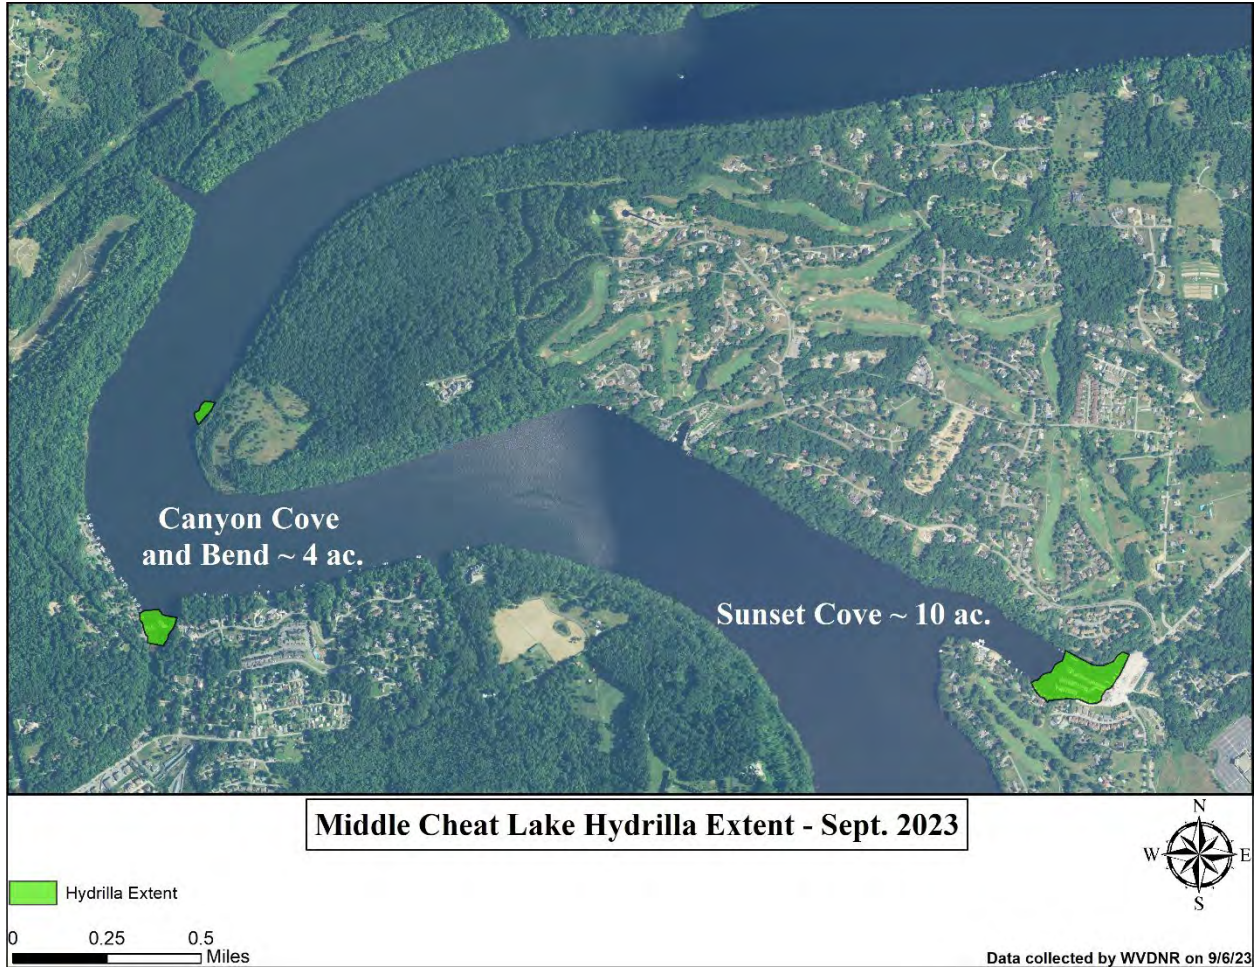 Canyon Cove
and Bend ~ 4 ac.
Sunset Cove ~ 10 ac.
Middle Cheat Lake Hydrilla Extent - Sept. 2023
N
W E
S
Hydrilla Extent
0 0.25 0.5
Miles
Data collected by WVDNR on 9/6/23